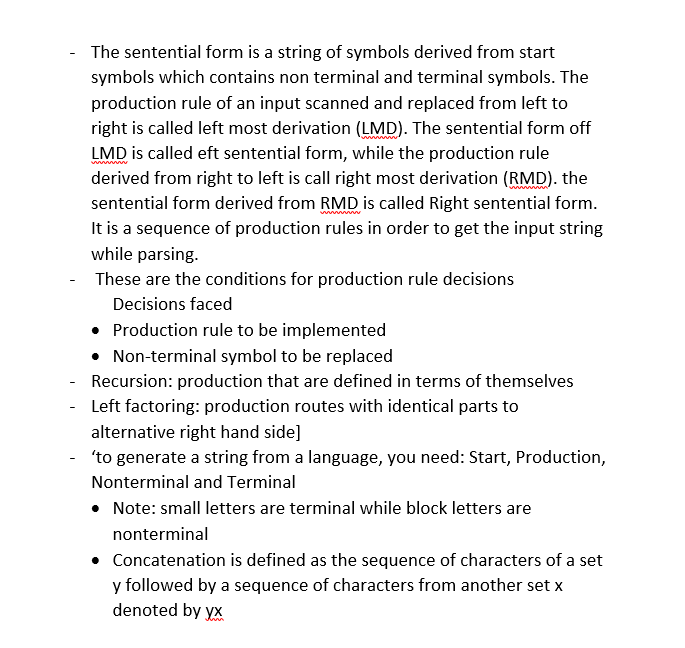 - The sentential form is a string of symbols derived from start
symbols which contains non terminal and terminal symbols. The
production rule of an input scanned and replaced from left to
right is called left most derivation (LMD). The sentential form off
LMD is called eft sentential form, while the production rule
derived from right to left is call right most derivation (RMD). the
sentential form derived from RMD is called Right sentential form.
It is a sequence of production rules in order to get the input string
while parsing.
- These are the conditions for production rule decisions
Decisions faced
• Production rule to be implemented
• Non-terminal symbol to be replaced
- Recursion: production that are defined in terms of themselves
- Left factoring: production routes with identical parts to
alternative right hand side]
- ‘to generate a string from a language, you need: Start, Production,
Nonterminal and Terminal
• Note: small letters are terminal while block letters are
nonterminal
• Concatenation is defined as the sequence of characters of a set
y followed by a sequence of characters from another set x
denoted by yx